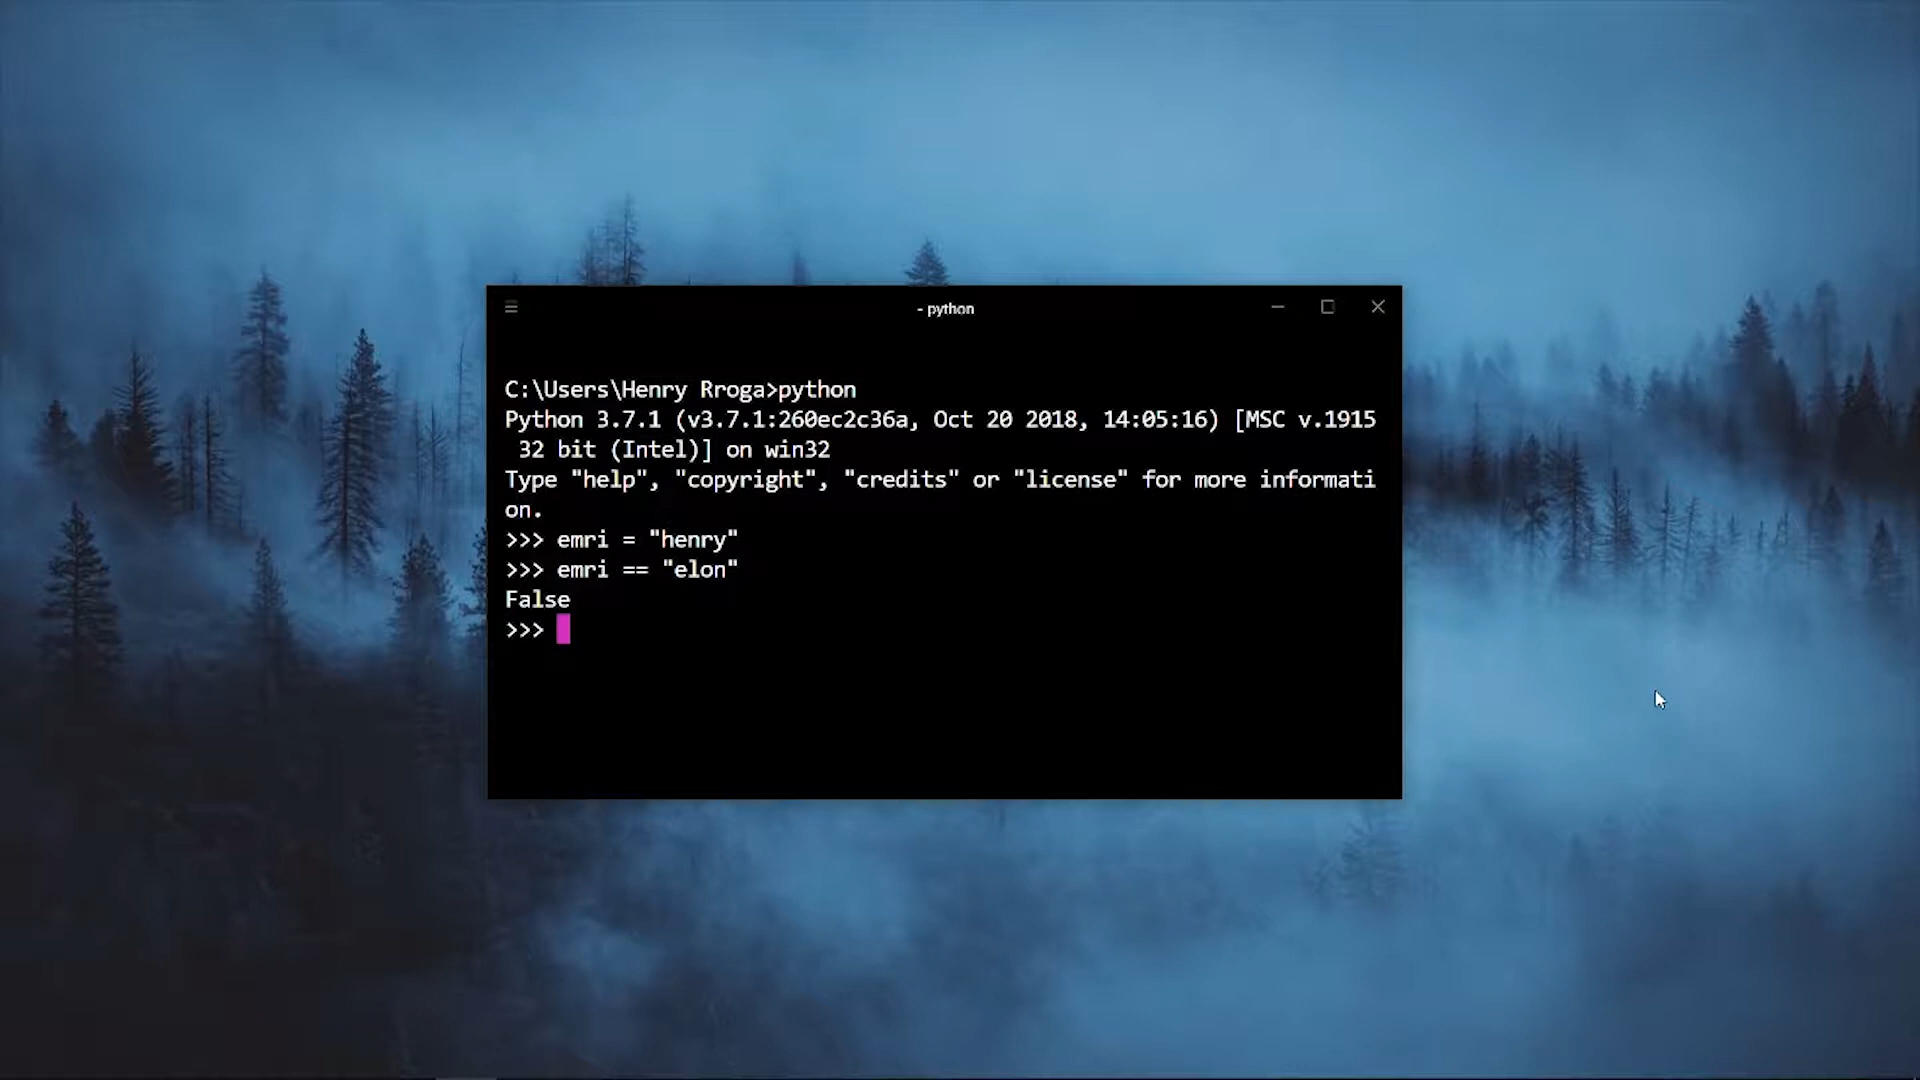 - python
C:\Users\Henry Rroga>python
Python 3.7.1 (v3.7.1:260ec2c36a, Oct 20 2018, 14:05:16) [MSC v.1915
 32 bit (Intel)] on win32
Type "help", "copyright", "credits" or "license" for more informati
on.
>>> emri = "henry"
>>> emri == "elon"
False
>>>